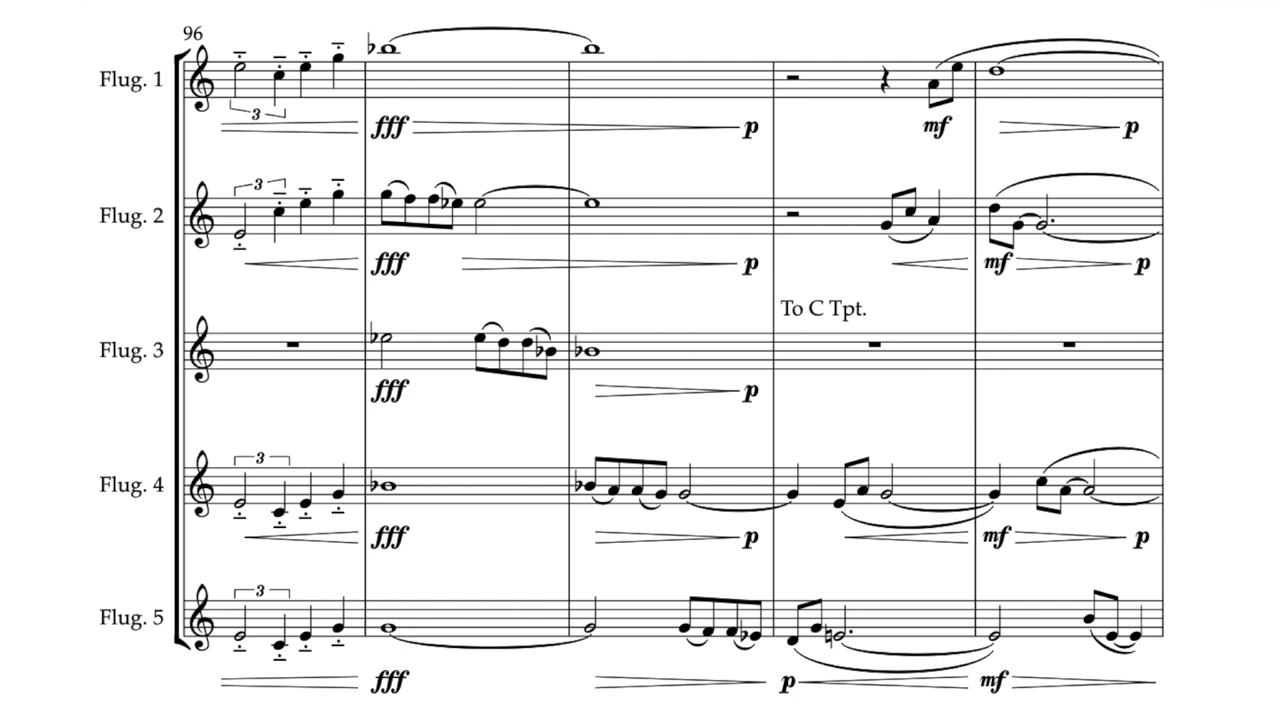 96
Flug. 1
3
fff p mf p
Flug. 2
3
fff p mf p
To C Tpt.
Flug. 3
fff p
Flug. 4
3
fff p mf p
Flug. 5
3
fff p mf